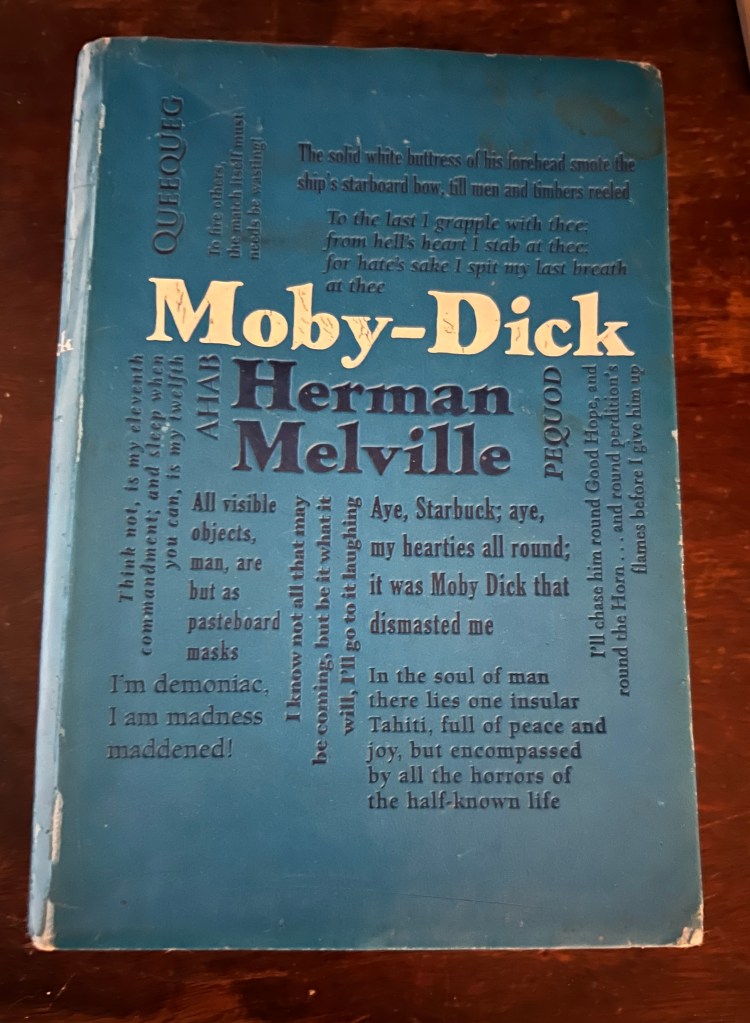 QUEEQUEG
To fire others,
the match itself must
needs be wasting!
The solid white buttress of his forehead smote the
ship's starboard bow, till men and timbers reeled
To the last I grapple with thee;
from hell's heart I stab at thee;
for hate's sake I spit my last breath
at thee
Moby-Dick
Herman
Melville
Think not, is my eleventh
commandment; and sleep when
you can, is my twelfth
AHAB
PEQUOD
I'll chase him round Good Hope, and
round the Horn . . . and round perdition's
flames before I give him up
All visible
objects,
man, are
but as
pasteboard
masks
I know not all that may
be coming, but be it what it
will, I'll go to it laughing
Aye, Starbuck; aye,
my hearties all round;
it was Moby Dick that
dismasted me
I'm demoniac,
I am madness
maddened!
In the soul of man
there lies one insular
Tahiti, full of peace and
joy, but encompassed
by all the horrors of
the half-known life